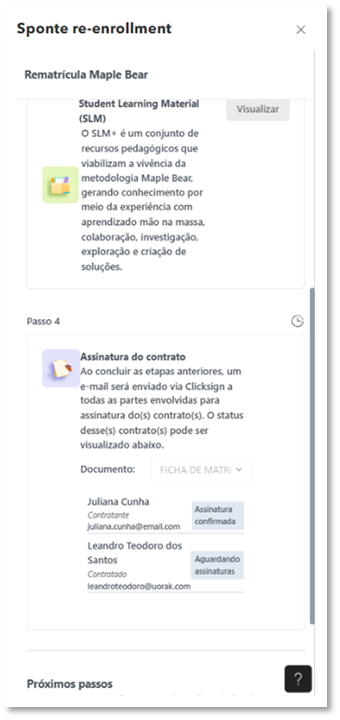 Sponte re-enrollment
Rematrícula Maple Bear
Student Learning Material
(SLM)
Visualizar
O SLM+ é um conjunto de
recursos pedagógicos que
viabilizam a vivência da
metodologia Maple Bear,
gerando conhecimento por
meio da experiência com
aprendizado mão na massa,
colaboração, investigação,
exploração e criação de
soluções.
Passo 4
Assinatura do contrato
Ao concluir as etapas anteriores, um
e-mail será enviado via Clicksign a
todas as partes envolvidas para
assinatura do(s) contrato(s). O status
desse(s) contrato(s) pode ser
visualizado abaixo.
Documento:
FICHA DE MATRI
Juliana Cunha
Contratante
juliana.cunha@email.com
Assinatura
confirmada
Leandro Teodoro dos
Santos
Contratado
leandroteodoro@uorak.com
Aguardando
assinaturas
Próximos passos
?